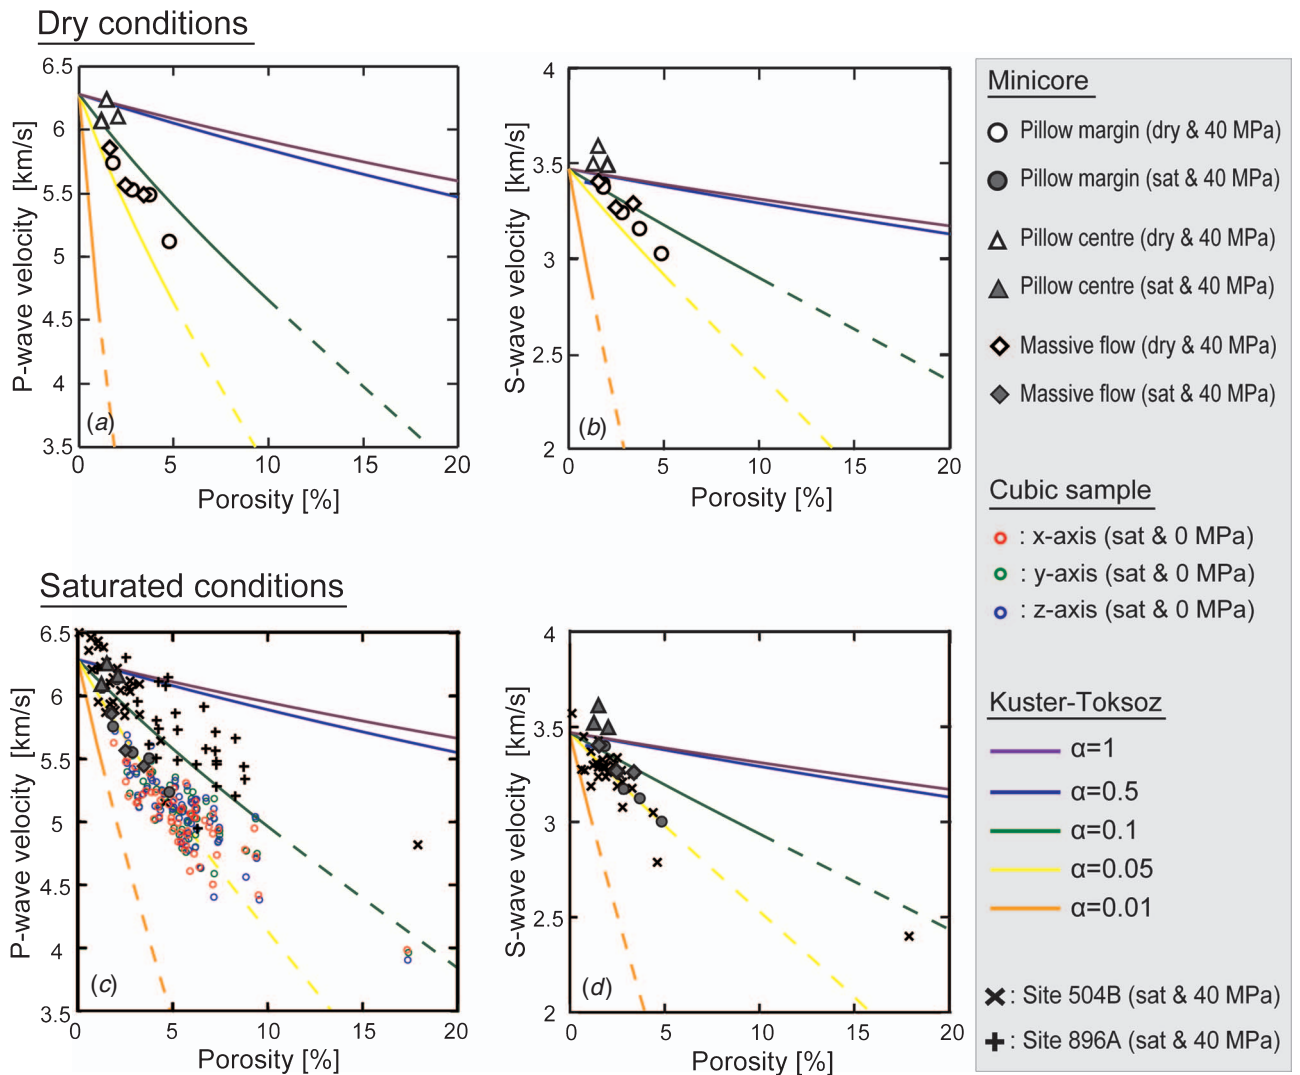 Dry conditions
6.5
6
5.5
5
4.5
4
3.5
P-wave velocity [km/s]
(a)
0 5 10 15 20
Porosity [%]
4
3.5
3
2.5
2
S-wave velocity [km/s]
(b)
0 5 10 15 20
Porosity [%]
Saturated conditions
6.5
6
5.5
5
4.5
4
3.5
P-wave velocity [km/s]
(c)
0 5 10 15 20
Porosity [%]
4
3.5
3
2.5
2
S-wave velocity [km/s]
(d)
0 5 10 15 20
Porosity [%]
Minicore
Pillow margin (dry & 40 MPa)
Pillow margin (sat & 40 MPa)
Pillow centre (dry & 40 MPa)
Pillow centre (sat & 40 MPa)
Massive flow (dry & 40 MPa)
Massive flow (sat & 40 MPa)
Cubic sample
: x-axis (sat & 0 MPa)
: y-axis (sat & 0 MPa)
: z-axis (sat & 0 MPa)
Kuster-Toksoz
α=1
α=0.5
α=0.1
α=0.05
α=0.01
: Site 504B (sat & 40 MPa)
: Site 896A (sat & 40 MPa)